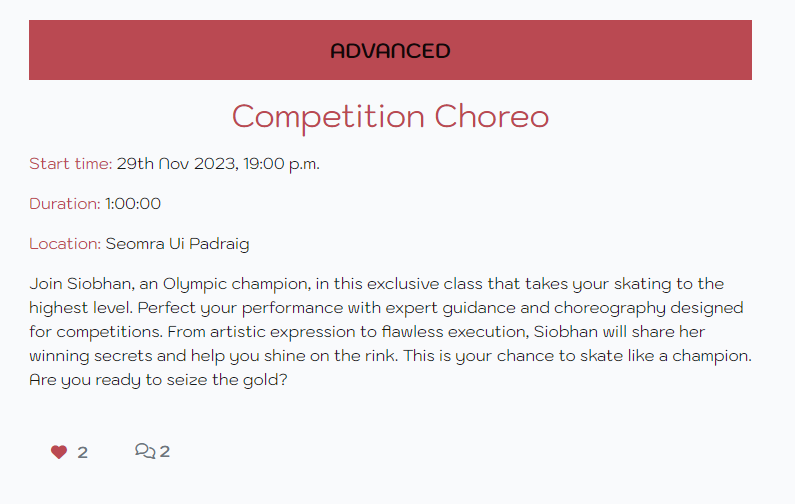 ADVANCED
Competition Choreo
Start time: 29th Nov 2023, 19:00 p.m.
Duration: 1:00:00
Location: Seomra Ui Padraig
Join Siobhan, an Olympic champion, in this exclusive class that takes your skating to the
highest level. Perfect your performance with expert guidance and choreography designed
for competitions. From artistic expression to flawless execution, Siobhan will share her
winning secrets and help you shine on the rink. This is your chance to skate like a champion.
Are you ready to seize the gold?
2 2